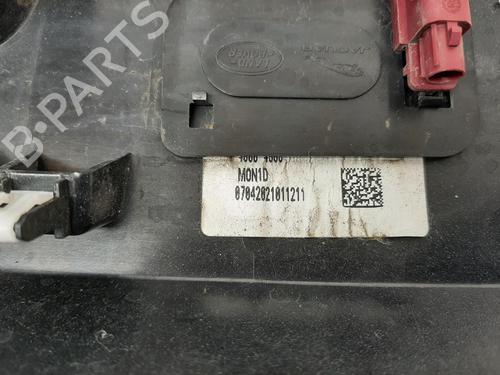 B-PARTS
LAND-
ROVER
JAGUAR
MON1D
07042021011211